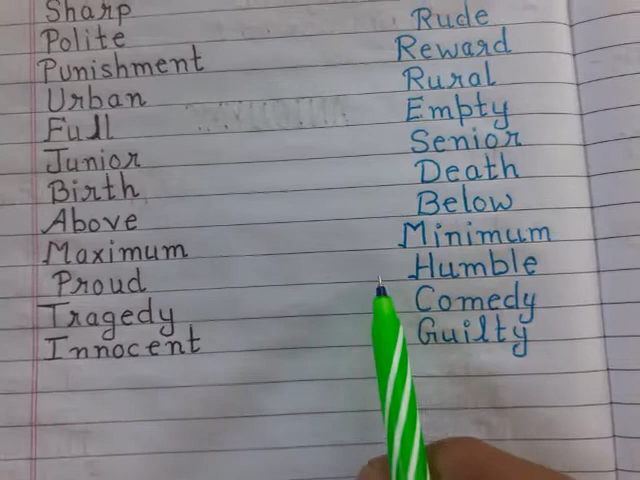 Sharp
Polite Rude
Punishment Reward
Urban Rural
Full Empty
Junior Senior
Birth Death
Above Below
Maximum Minimum
Proud Humble
Tragedy Comedy
Innocent Guilty